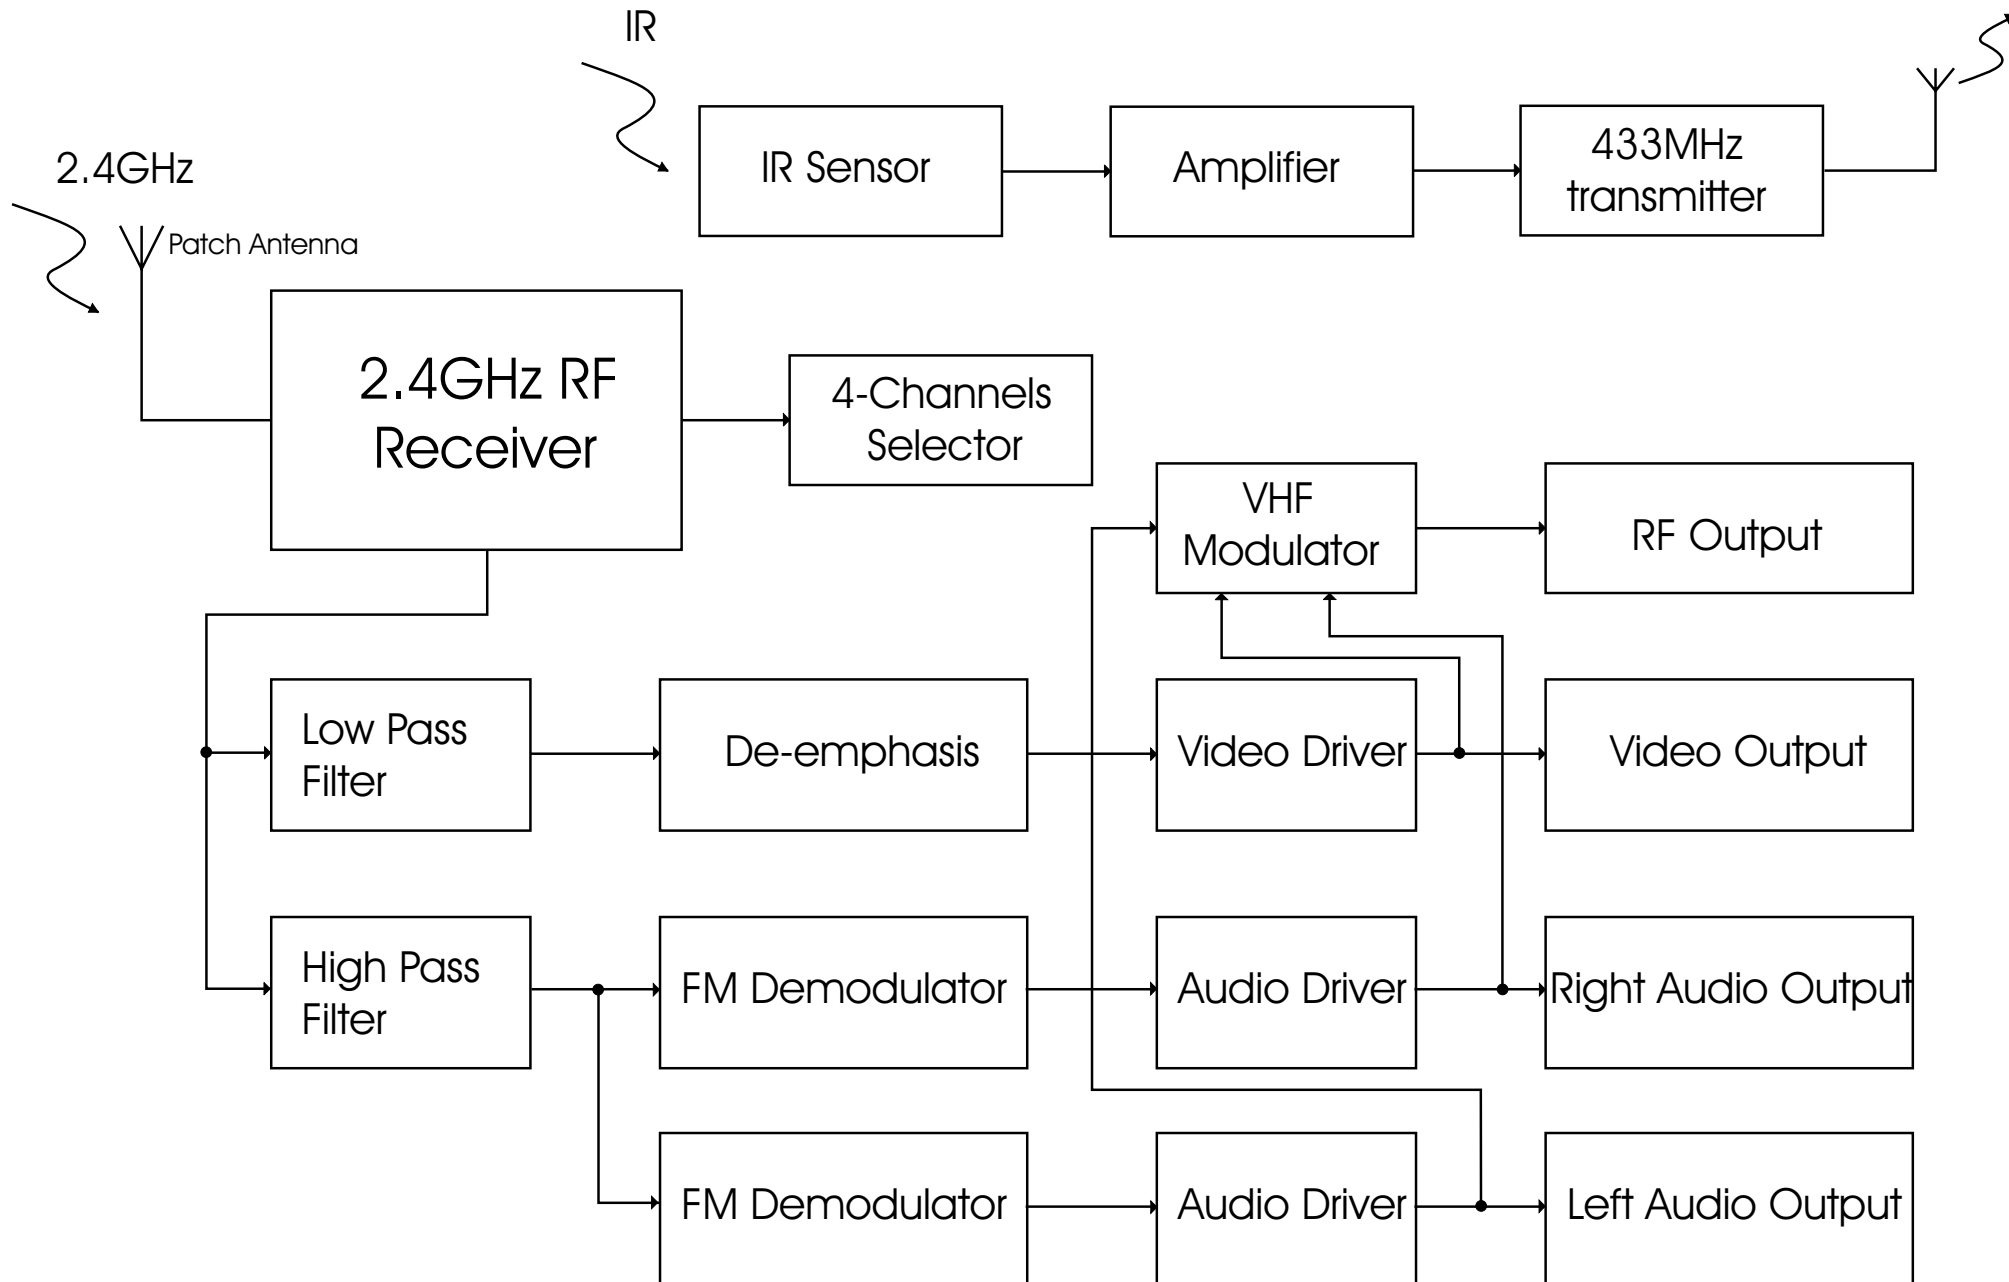 IR
IR Sensor
Amplifier
433MHz
transmitter
2.4GHz
Patch Antenna
2.4GHz RF
Receiver
4-Channels
Selector
VHF
Modulator
RF Output
Low Pass
Filter
De-emphasis
Video Driver
Video Output
High Pass
Filter
FM Demodulator
Audio Driver
Right Audio Output
FM Demodulator
Audio Driver
Left Audio Output